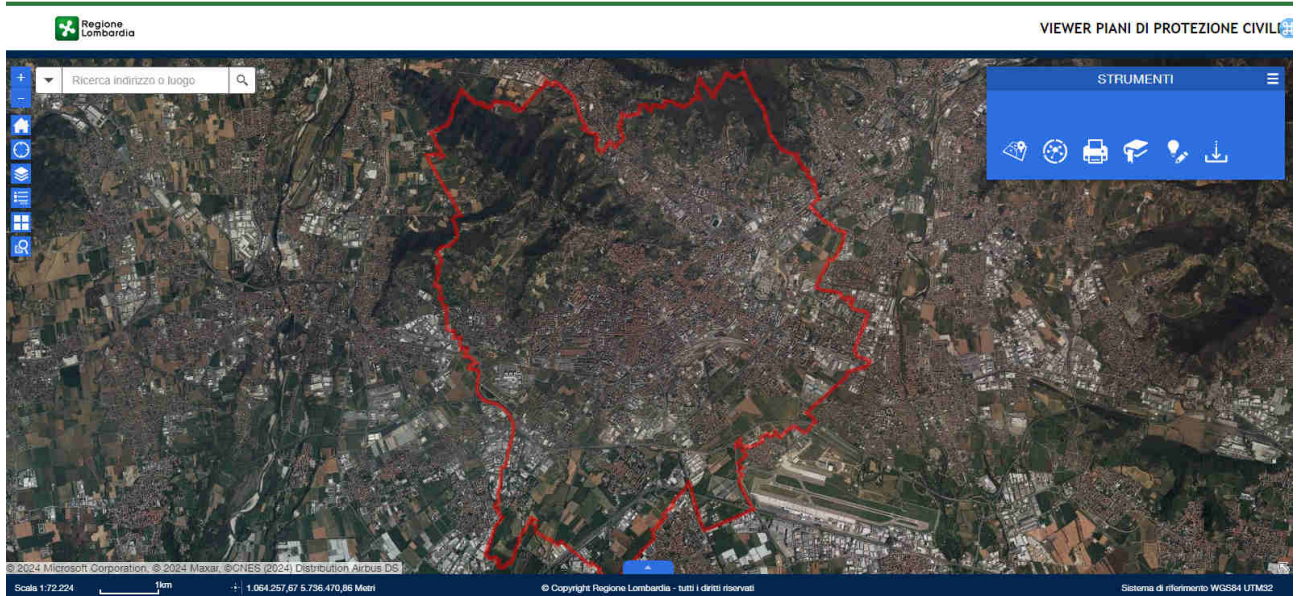 Regione
Lombardia
VIEWER PIANI DI PROTEZIONE CIVILE
Ricerca indirizzo o luogo
STRUMENTI
© 2024 Microsoft Corporation, © 2024 Maxar, ©CNES (2024) Distribution Airbus DS
Scala 1:72.224
1km
1.064.257,67 5.736.470,86 Metri
© Copyright Regione Lombardia - tutti i diritti riservati
Sistema di riferimento WGS84 UTM32